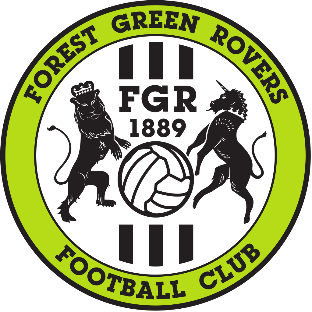 FOREST GREEN ROVERS
FGR
1889
FOOTBALL CLUB